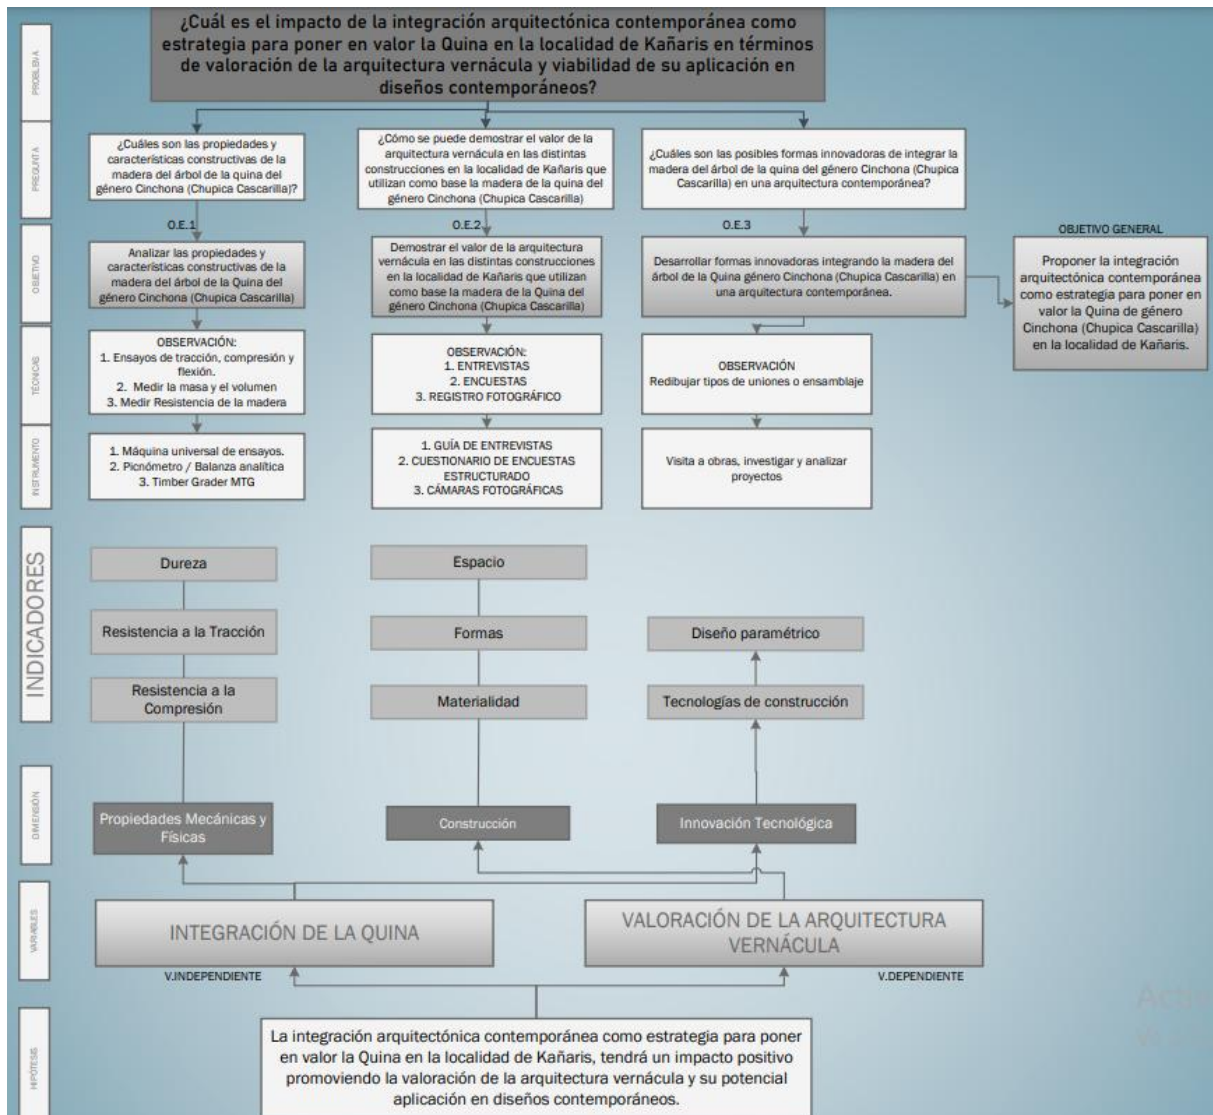 ¿Cuál es el impacto de la integración arquitectónica contemporánea como
estrategia para poner en valor la Quina en la localidad de Kañaris en términos
de valoración de la arquitectura vernácula y viabilidad de su aplicación en
diseños contemporáneos?
PROBLEMA
PREGUNTA
¿Cuáles son las propiedades y
características constructivas de la
madera del árbol de la quina del
género Cinchona (Chupica Cascarilla)?
¿Cómo se puede demostrar el valor de la
arquitectura vernácula en las distintas
construcciones en la localidad de Kañaris que
utilizan como base la madera de la quina del
género Cinchona (Chupica Cascarilla)
¿Cuáles son las posibles formas innovadoras de integrar la
madera del árbol de la quina del género Cinchona (Chupica
Cascarilla) en una arquitectura contemporánea?
O.E.1
O.E.2
O.E.3
OBJETIVO GENERAL
OBJETIVO
Analizar las propiedades y
características constructivas de la
madera del árbol de la Quina del
género Cinchona (Chupica Cascarilla)
Demostrar el valor de la arquitectura
vernácula en las distintas construcciones
en la localidad de Kañaris que utilizan
como base la madera de la Quina del
género Cinchona (Chupica Cascarilla)
Desarrollar formas innovadoras integrando la madera del
árbol de la Quina género Cinchona (Chupica Cascarilla) en
una arquitectura contemporánea.
Proponer la integración
arquitectónica contemporánea
como estrategia para poner en
valor la Quina de género
Cinchona (Chupica Cascarilla)
en la localidad de Kañaris.
TÉCNICAS
OBSERVACIÓN:
1. Ensayos de tracción, compresión y
flexión.
2. Medir la masa y el volumen
3. Medir Resistencia de la madera
OBSERVACIÓN:
1. ENTREVISTAS
2. ENCUESTAS
3. REGISTRO FOTOGRÁFICO
OBSERVACIÓN
Redibujar tipos de uniones o ensamblaje
INSTRUMENTO
1. Máquina universal de ensayos.
2. Picnómetro / Balanza analítica
3. Timber Grader MTG
1. GUÍA DE ENTREVISTAS
2. CUESTIONARIO DE ENCUESTAS
ESTRUCTURADO
3. CÁMARAS FOTOGRÁFICAS
Visita a obras, investigar y analizar
proyectos
INDICADORES
Dureza
Espacio
Resistencia a la Tracción
Formas
Diseño paramétrico
Resistencia a la
Compresión
Materialidad
Tecnologías de construcción
DIMENSIÓN
Propiedades Mecánicas y
Físicas
Construcción
Innovación Tecnológica
VARIABLES
INTEGRACIÓN DE LA QUINA
VALORACIÓN DE LA ARQUITECTURA
VERNÁCULA
V.INDEPENDIENTE
V.DEPENDIENTE
HIPÓTESIS
La integración arquitectónica contemporánea como estrategia para poner
en valor la Quina en la localidad de Kañaris, tendrá un impacto positivo
promoviendo la valoración de la arquitectura vernácula y su potencial
aplicación en diseños contemporáneos.